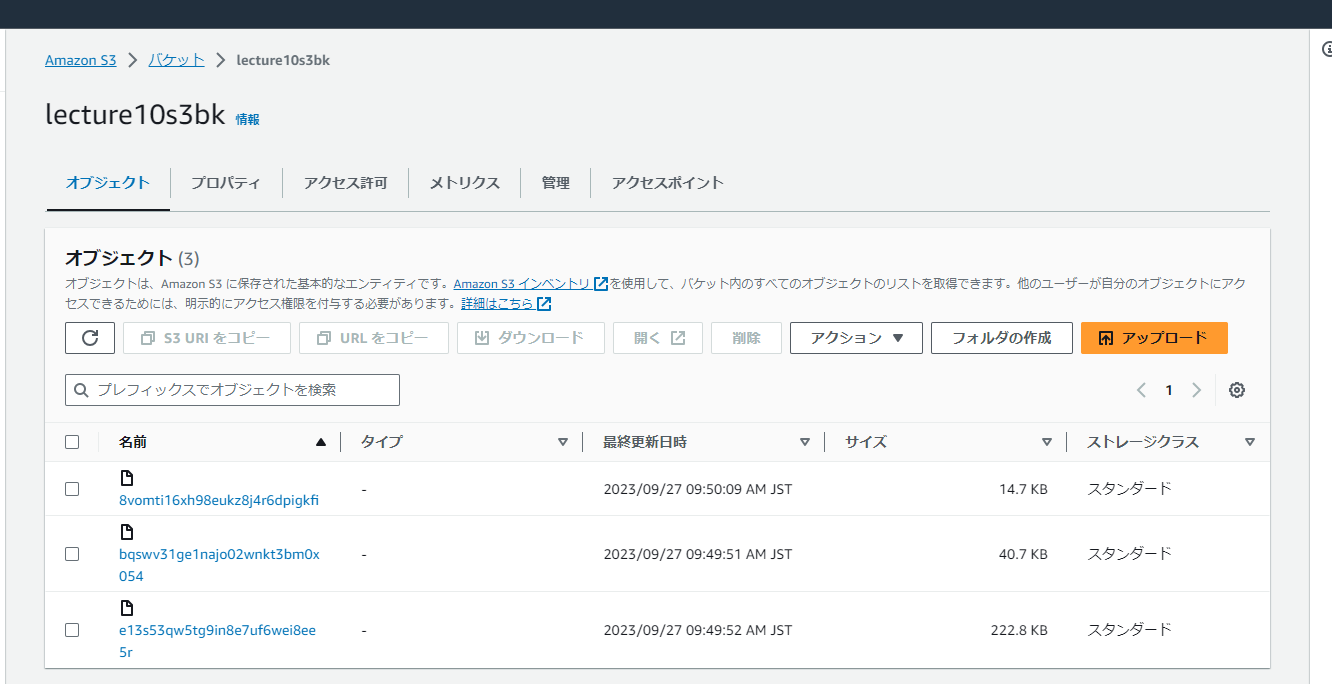 Amazon S3 > バケット > lecture10s3bk
lecture10s3bk 情報
オブジェクト プロパティ アクセス許可 メトリクス 管理 アクセスポイント
オブジェクト (3)
オブジェクトは、Amazon S3 に保存された基本的なエンティティです。Amazon S3 インベントリ を使用して、バケット内のすべてのオブジェクトのリストを取得できます。他のユーザーが自分のオブジェクトにアク
セスできるためには、明示的にアクセス権限を付与する必要があります。詳細はこちら
S3 URI をコピー URL をコピー ダウンロード 開く 削除 アクション フォルダの作成 アップロード
プレフィックスでオブジェクトを検索 1
名前 タイプ 最終更新日時 サイズ ストレージクラス
8vomti16xh98eukz8j4r6dpigkfi - 2023/09/27 09:50:09 AM JST 14.7 KB スタンダード
bqswv31ge1najo02wnkt3bm0x - 2023/09/27 09:49:51 AM JST 40.7 KB スタンダード
054
e13s53qw5tg9in8e7uf6wei8ee - 2023/09/27 09:49:52 AM JST 222.8 KB スタンダード
5r